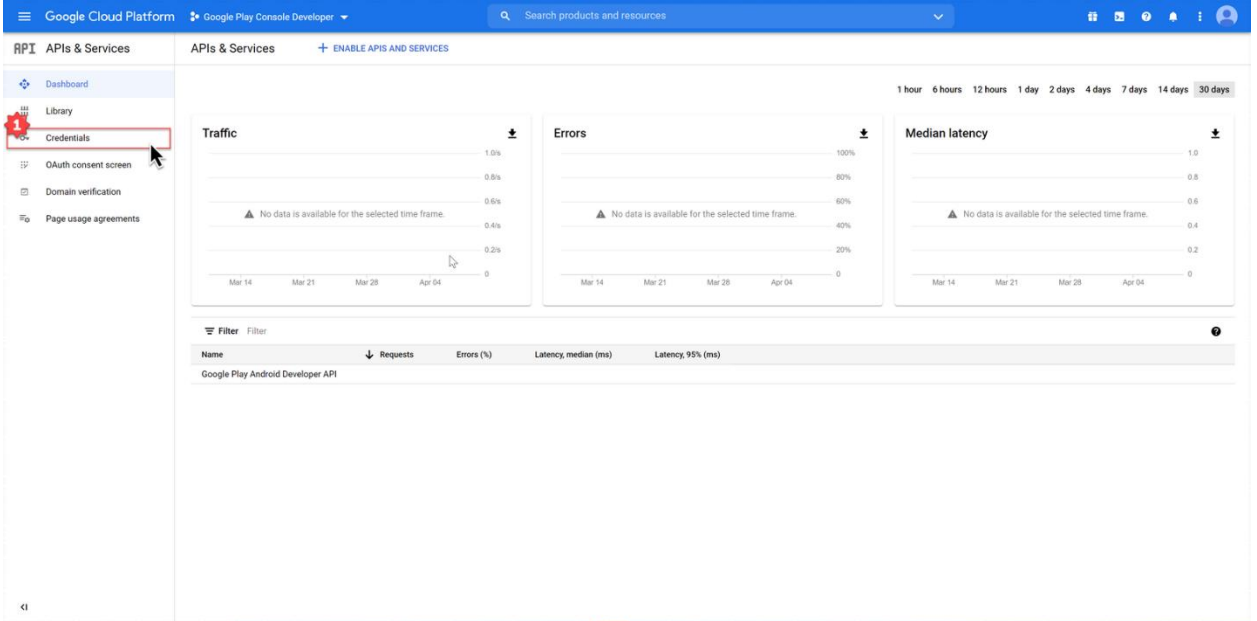 Google Cloud Platform Google Play Console Developer Search products and resources
API APIs & Services
APIs & Services + ENABLE APIS AND SERVICES
Dashboard
Library
1
Credentials
OAuth consent screen
Domain verification
Page usage agreements
1 hour 6 hours 12 hours 1 day 2 days 4 days 7 days 14 days 30 days
Traffic
1.0/s
0.8/s
0.6/s
No data is available for the selected time frame.
0.4/s
0.2/s
0
Mar 14 Mar 21 Mar 28 Apr 04
Errors
100%
80%
60%
No data is available for the selected time frame.
40%
20%
0
Mar 14 Mar 21 Mar 28 Apr 04
Median latency
1.0
0.8
0.6
No data is available for the selected time frame.
0.4
0.2
0
Mar 14 Mar 21 Mar 28 Apr 04
Filter Filter
Name Requests Errors (%) Latency, median (ms) Latency, 95% (ms)
Google Play Android Developer API